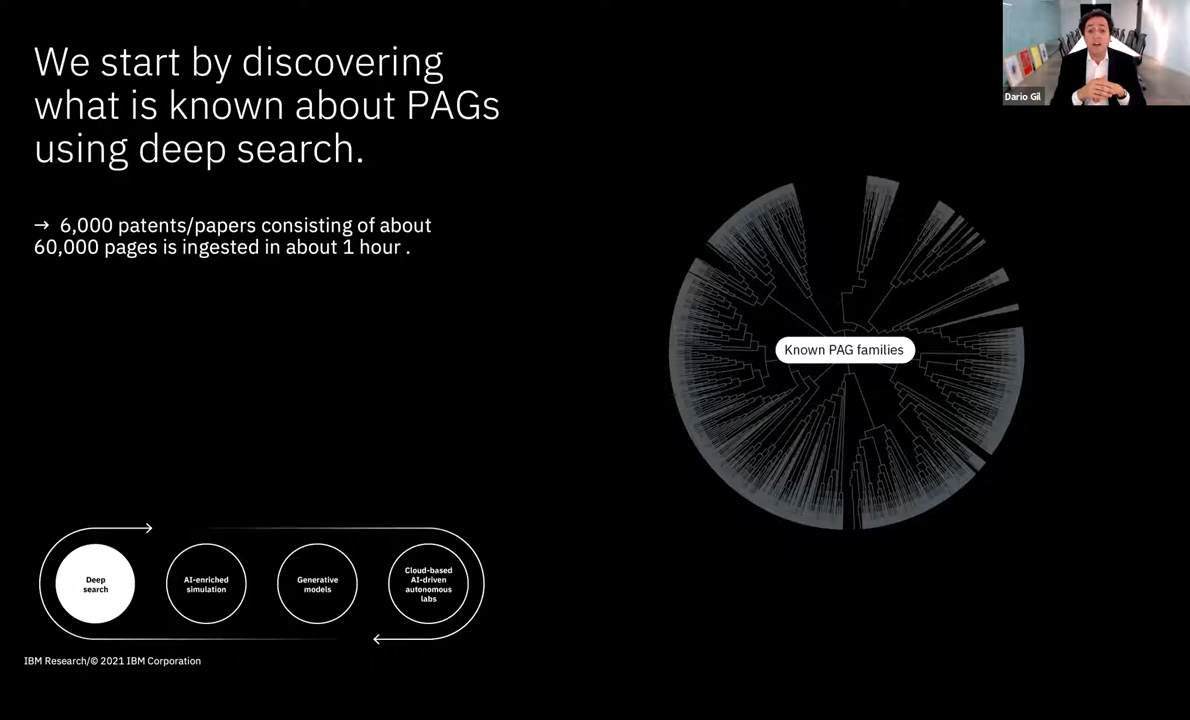 We start by discovering
what is known about PAGs
using deep search.
→ 6,000 patents/papers consisting of about
60,000 pages is ingested in about 1 hour .
Dario Gil
Known PAG families
Deep
search
AI-enriched
simulation
Generative
models
Cloud-based
AI-driven
autonomous
labs
IBM Research/© 2021 IBM Corporation